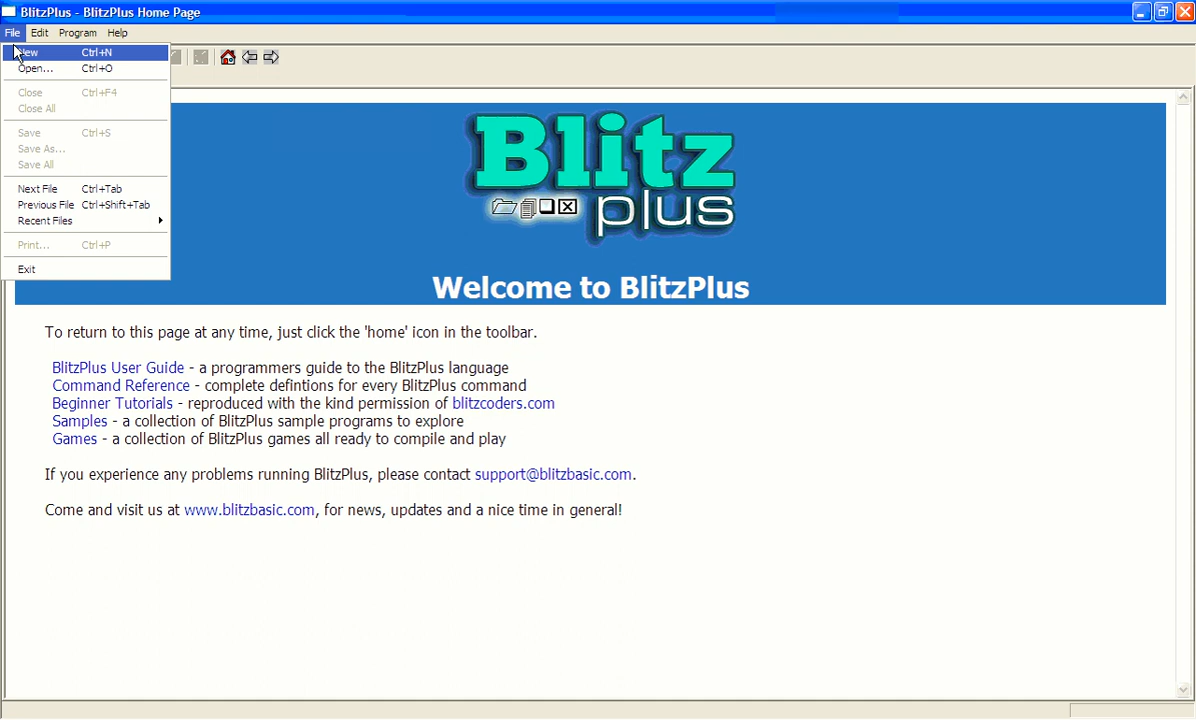 BlitzPlus - BlitzPlus Home Page
File Edit Program Help
New Ctrl+N
Open... Ctrl+O
Close Ctrl+F4
Close All
Save Ctrl+S
Save As...
Save All
Next File Ctrl+Tab
Previous File Ctrl+Shift+Tab
Recent Files
Print... Ctrl+P
Exit
Blitz
plus
Welcome to BlitzPlus
To return to this page at any time, just click the 'home' icon in the toolbar.
BlitzPlus User Guide - a programmers guide to the BlitzPlus language
Command Reference - complete defintions for every BlitzPlus command
Beginner Tutorials - reproduced with the kind permission of blitzcoders.com
Samples - a collection of BlitzPlus sample programs to explore
Games - a collection of BlitzPlus games all ready to compile and play
If you experience any problems running BlitzPlus, please contact support@blitzbasic.com.
Come and visit us at www.blitzbasic.com, for news, updates and a nice time in general!